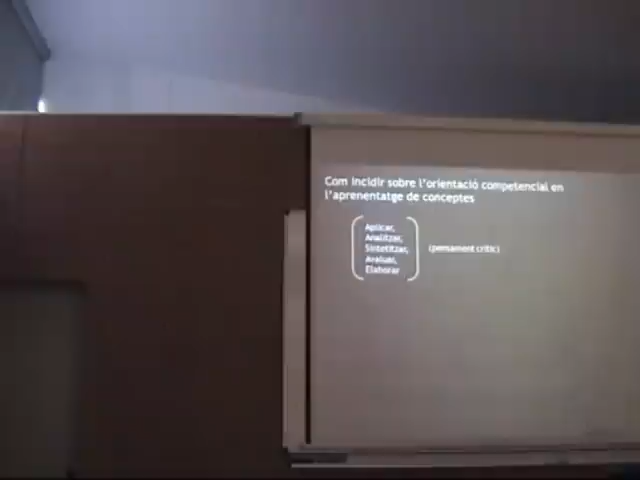 Com incidir sobre l'orientació competencial en
l'aprenentatge de conceptes
Aplicar,
Analitzar,
Sintetitzar,
Avaluar,
Elaborar
(pensament crític)